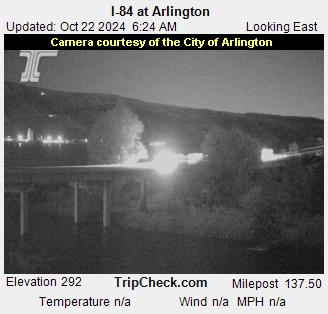 I-84 at Arlington
Updated: Oct 22 2024 6:24 AM Looking East
Camera courtesy of the City of Arlington
Elevation 292 TripCheck.com Milepost 137.50
Temperature n/a Wind n/a MPH n/a